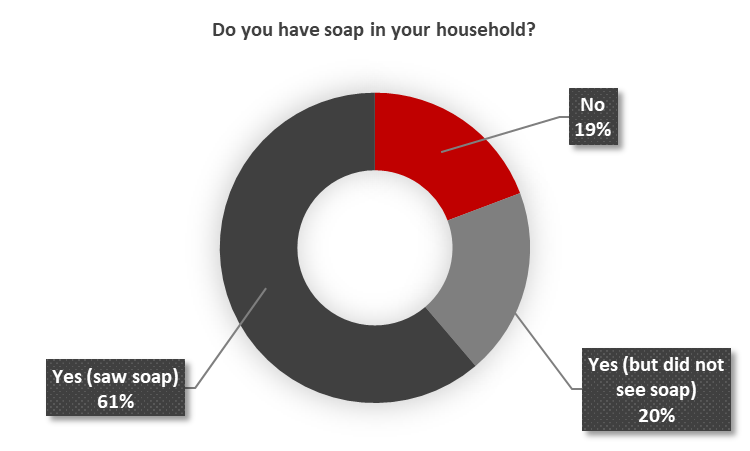 Do you have soap in your household?
No
19%
Yes (saw soap)
61%
Yes (but did not
see soap)
20%